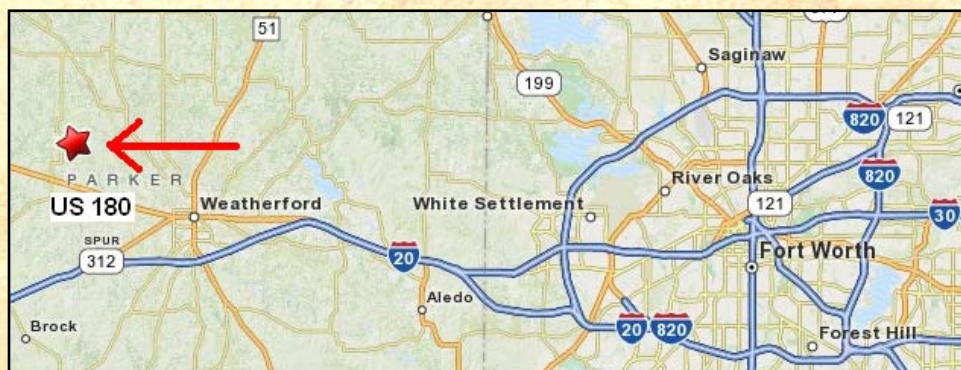 51
Saginaw
199
820
121
820
PARKER
River Oaks
US 180
Weatherford
White Settlement
121
30
SPUR
312
20
Fort Worth
Aledo
Brock
20
820
Forest Hill